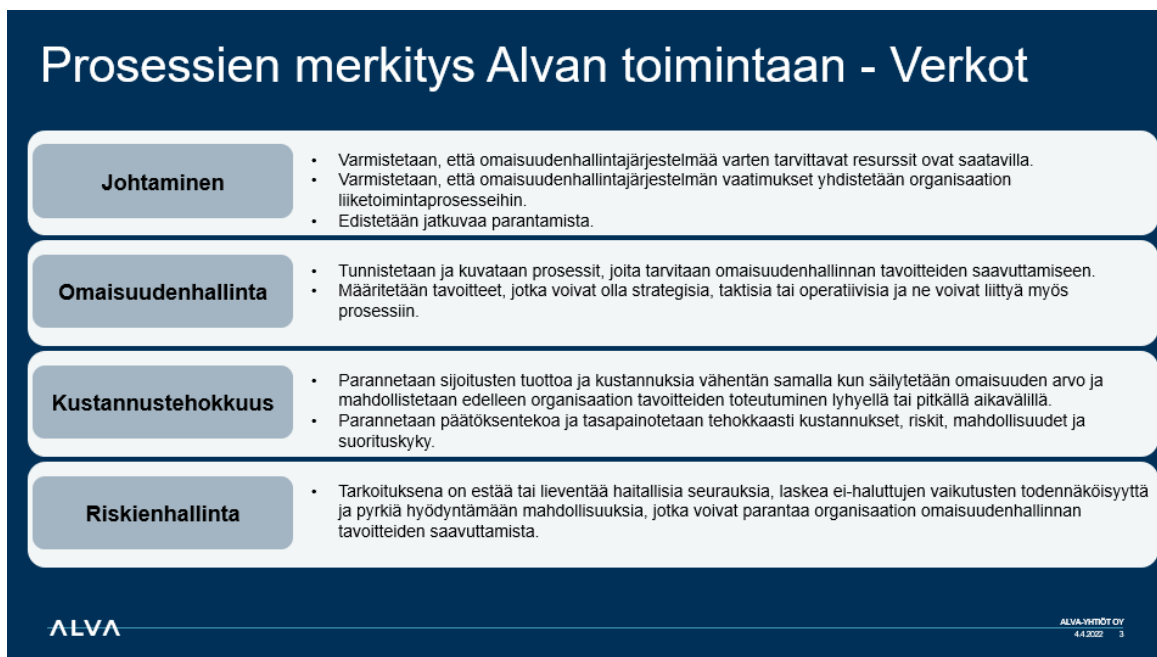 Prosessien merkitys Alvan toimintaan - Verkot
Johtaminen
• Varmistetaan, että omaisuudenhallintajärjestelmää varten tarvittavat resurssit ovat saatavilla.
• Varmistetaan, että omaisuudenhallintajärjestelmän vaatimukset yhdistetään organisaation
liiketoimintaprosesseihin.
• Edistetään jatkuvaa parantamista.
Omaisuudenhallinta
• Tunnistetaan ja kuvataan prosessit, joita tarvitaan omaisuudenhallinnan tavoitteiden saavuttamiseen.
• Määritetään tavoitteet, jotka voivat olla strategisia, taktisia tai operatiivisia ja ne voivat liittyä myös
prosessiin.
Kustannustehokkuus
• Parannetaan sijoitusten tuottoa ja kustannuksia vähentän samalla kun säilytetään omaisuuden arvo ja
mahdollistetaan edelleen organisaation tavoitteiden toteutuminen lyhyellä tai pitkällä aikavälillä.
• Parannetaan päätöksentekoa ja tasapainotetaan tehokkaasti kustannukset, riskit, mahdollisuudet ja
suorituskyky.
Riskienhallinta
• Tarkoituksena on estää tai lieventää haitallisia seurauksia, laskea ei-haluttujen vaikutusten todennäköisyyttä
ja pyrkiä hyödyntämään mahdollisuuksia, jotka voivat parantaa organisaation omaisuudenhallinnan
tavoitteiden saavuttamista.
ALVA
ALVA-YHTIÖT OY
4.4.2022 3